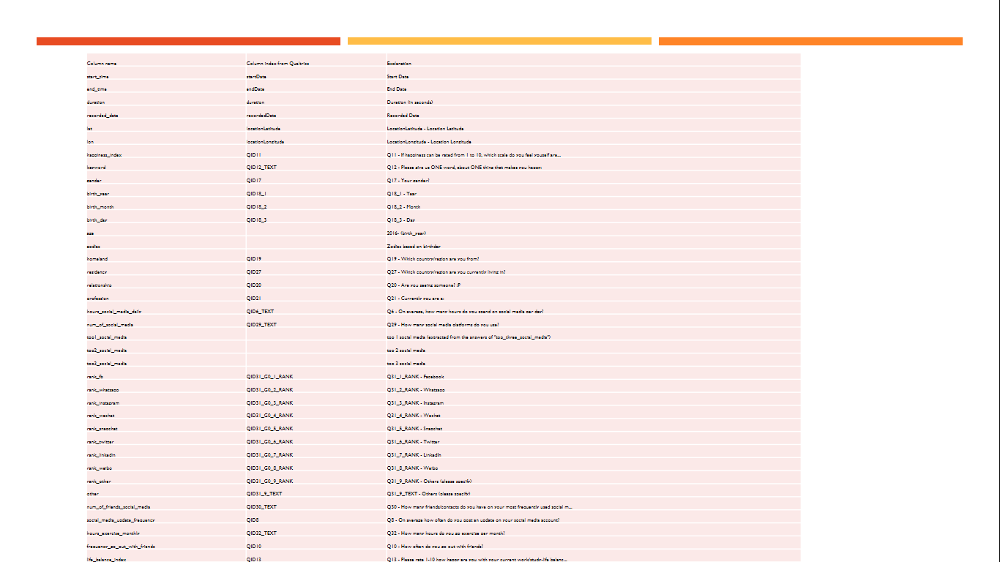 Column name Column index from Qualtrics Explanation
start_time startDate Start Date
end_time endDate End Date
duration duration Duration (in seconds)
recorded_date recordedDate Recorded Date
lat locationLatitude LocationLatitude - Location Latitude
lon locationLongitude LocationLongitude - Location Longitude
happiness_index QID11 Q11 - If happiness can be rated from 1 to 10, which scale do you feel youself are...
keyword QID12_TEXT Q12 - Please give us ONE word, about ONE thing that makes you happy:
gender QID17 Q17 - Your gender?
birth_year QID18_1 Q18_1 - Year
birth_month QID18_2 Q18_2 - Month
birth_day QID18_3 Q18_3 - Day
age 2016- (birth_year)
zodiac Zodiac based on birthday
homeland QID19 Q19 - Which country/region are you from?
residency QID27 Q27 - Which country/region are you currently living in?
relationship QID20 Q20 - Are you seeing someone? :P
profession QID21 Q21 - Currently you are a:
hours_social_media_daily QID6_TEXT Q6 - On average, how many hours do you spend on social media per day?
num_of_social_media QID29_TEXT Q29 - How many social media platforms do you use?
top1_social_media top 1 social media (extracted from the answers of "top_three_social_media")
top2_social_media top 2 social media
top3_social_media top 3 social media
rank_fb QID31_G0_1_RANK Q31_1_RANK - Facebook
rank_whatsapp QID31_G0_2_RANK Q31_2_RANK - Whatsapp
rank_instagram QID31_G0_3_RANK Q31_3_RANK - Instagram
rank_wechat QID31_G0_4_RANK Q31_4_RANK - Wechat
rank_snapchat QID31_G0_5_RANK Q31_5_RANK - Snapchat
rank_twitter QID31_G0_6_RANK Q31_6_RANK - Twitter
rank_linkedin QID31_G0_7_RANK Q31_7_RANK - LinkedIn
rank_weibo QID31_G0_8_RANK Q31_8_RANK - Weibo
rank_other QID31_G0_9_RANK Q31_9_RANK - Others (please specify)
other QID31_9_TEXT Q31_9_TEXT - Others (please specify)
num_of_friends_social_media QID30_TEXT Q30 - How many friends/contacts do you have on your most frequently used social m...
social_media_update_frequency QID8 Q8 - On average how often do you post an update on your social media account?
hours_exercise_monthly QID32_TEXT Q32 - How many hours do you go exercise per month?
frequency_go_out_with_friends QID10 Q10 - How often do you go out with friends?
life_balance_index QID13 Q13 - Please rate 1-10 how happy are you with your current work/study-life balanc...